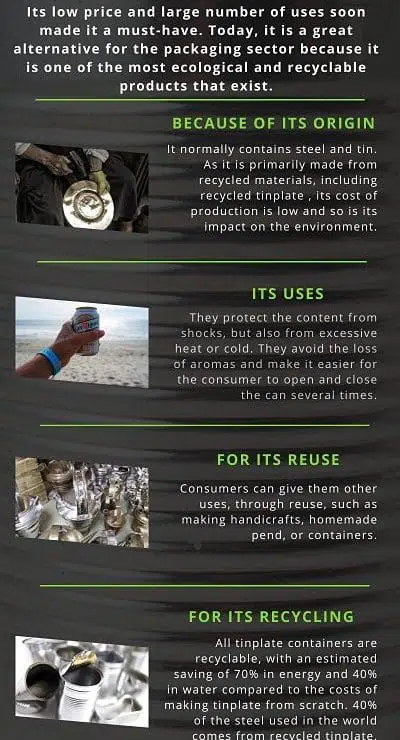 Its low price and large number of uses soon
made it a must-have. Today, it is a great
alternative for the packaging sector because it
is one of the most ecological and recyclable
products that exist.
BECAUSE OF ITS ORIGIN
It normally contains steel and tin.
As it is primarily made from
recycled materials, including
recycled tinplate , its cost of
production is low and so is its
impact on the environment.
ITS USES
They protect the content from
shocks, but also from excessive
heat or cold. They avoid the loss
of aromas and make it easier for
the consumer to open and close
the can several times.
FOR ITS REUSE
Consumers can give them other
uses, through reuse, such as
making handicrafts, homemade
pend, or containers.
FOR ITS RECYCLING
All tinplate containers are
recyclable, with an estimated
saving of 70% in energy and 40%
in water compared to the costs of
making tinplate from scratch. 40%
of the steel used in the world
comes from recycled tinplate.